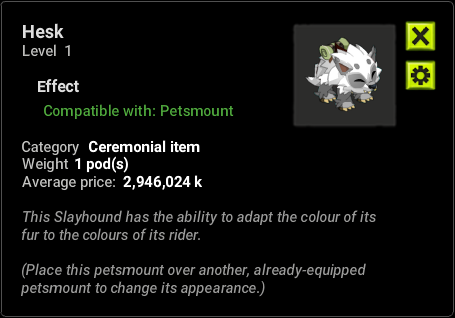 Hesk
Level 1
Effect
Compatible with: Petsmount
Category Ceremonial item
Weight 1 pod(s)
Average price: 2,946,024 k
This Slayhound has the ability to adapt the colour of its
fur to the colours of its rider.
(Place this petsmount over another, already-equipped
petsmount to change its appearance.)